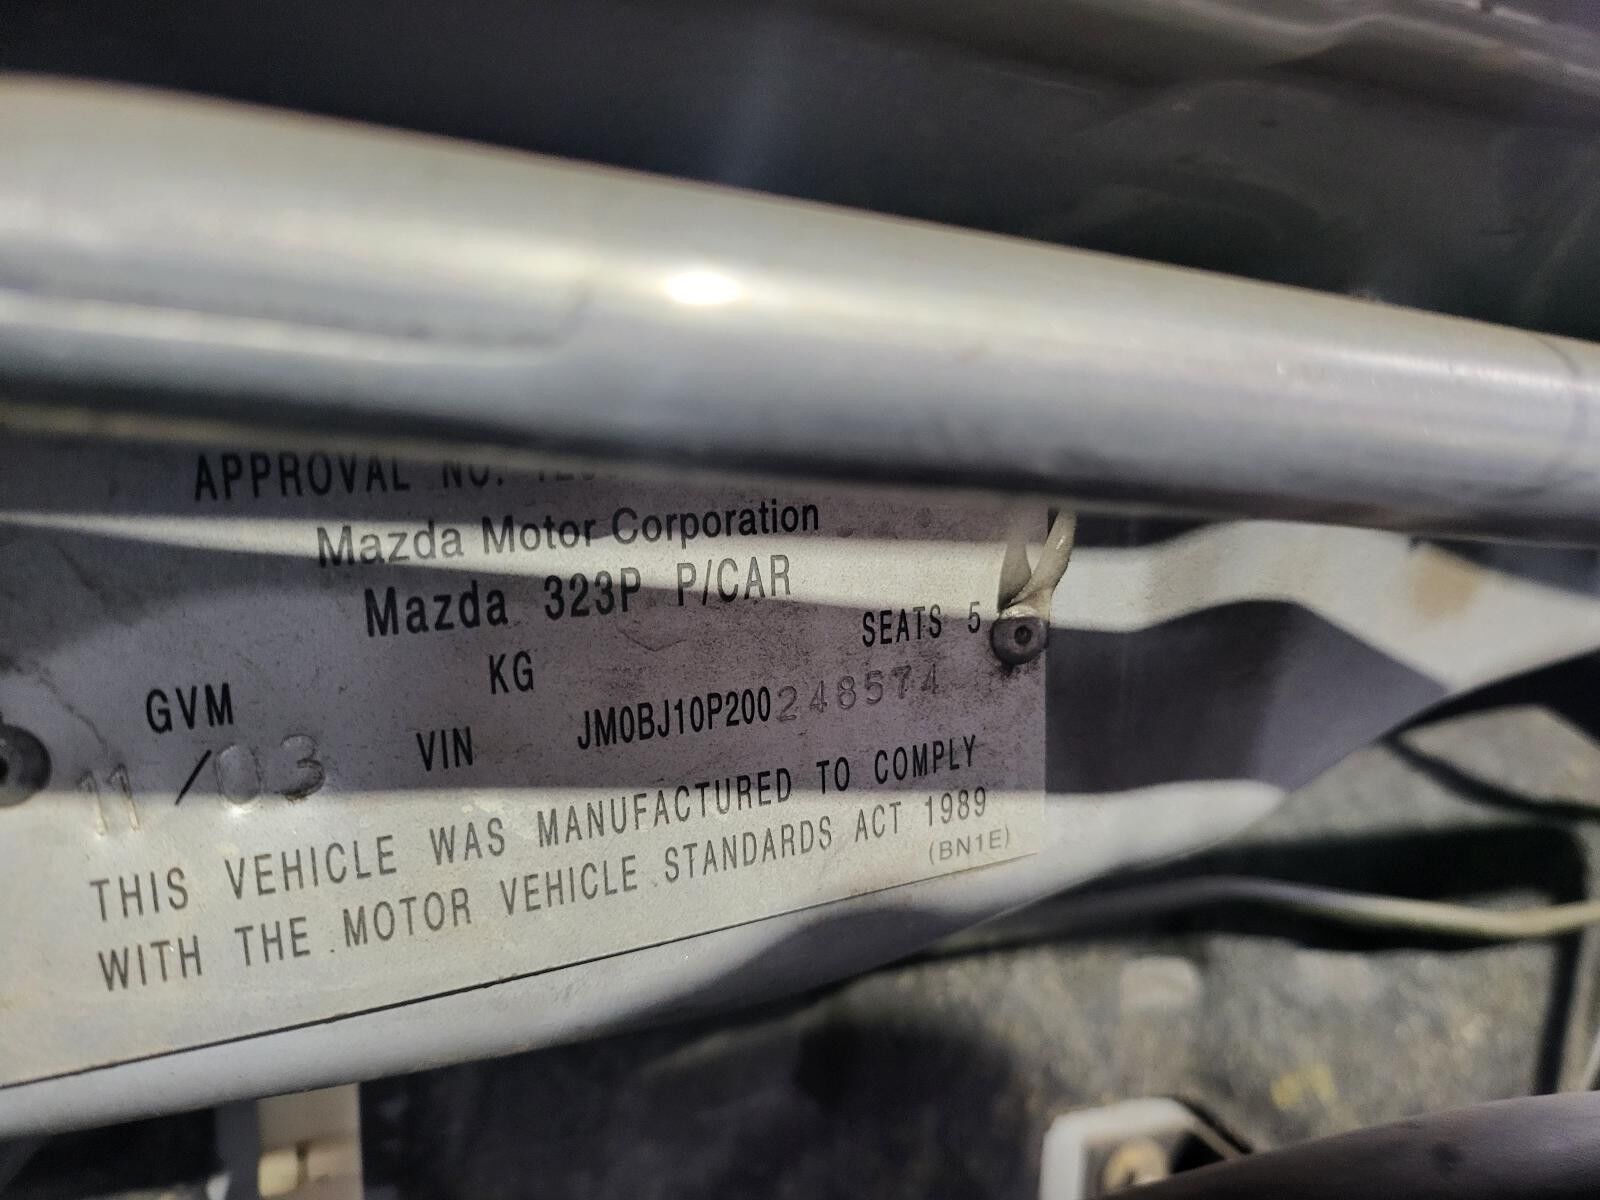 APPROVAL NO.
Mazda Motor Corporation
Mazda 323P P/CAR
SEATS 5
GVM KG
11/03 VIN JM0BJ10P200248574
THIS VEHICLE WAS MANUFACTURED TO COMPLY
WITH THE MOTOR VEHICLE STANDARDS ACT 1989
(BN1E)